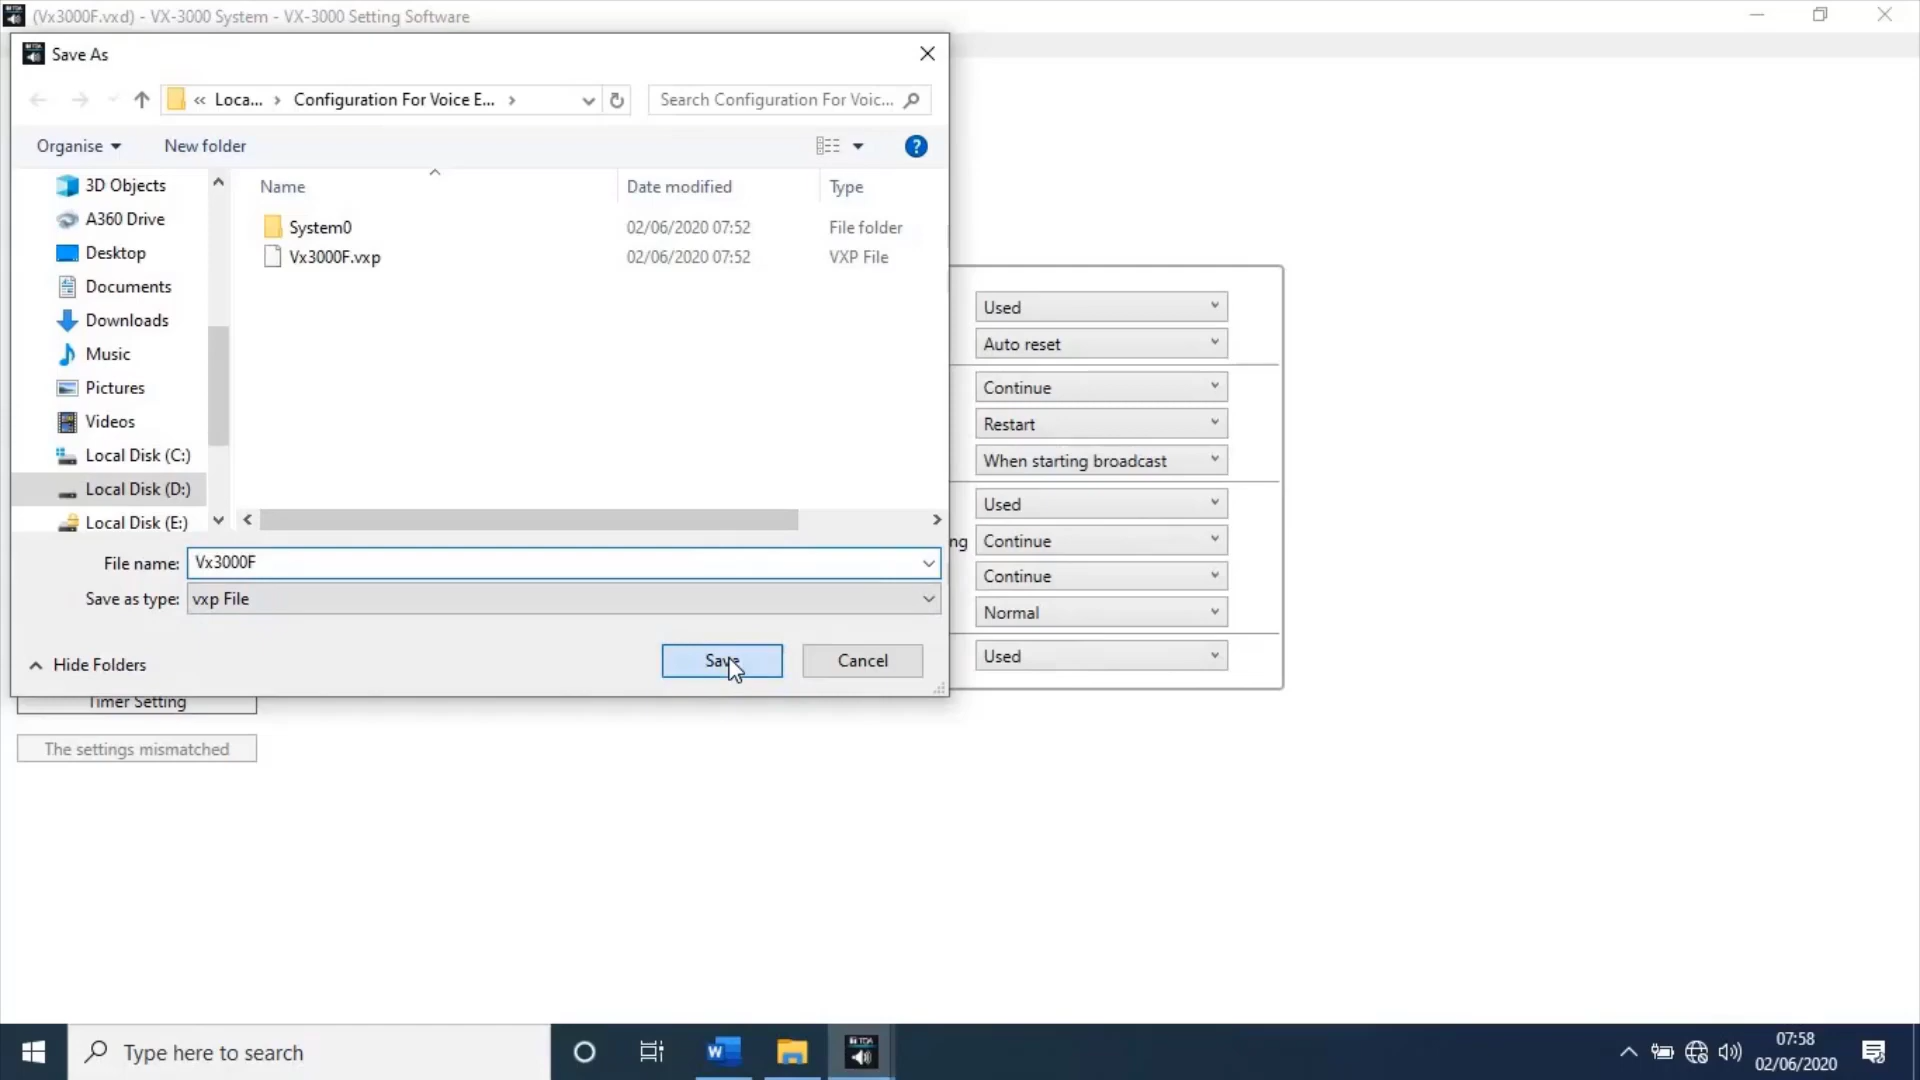 (Vx3000F.vxd) - VX-3000 System - VX-3000 Setting Software
Save As
« Loca... › Configuration For Voice E... ›
Search Configuration For Voic...
Organise
New folder
?
Name
Date modified
Type
System0
02/06/2020 07:52
File folder
Vx3000F.vxp
02/06/2020 07:52
VXP File
3D Objects
A360 Drive
Desktop
Documents
Downloads
Music
Pictures
Videos
Local Disk (C:)
Local Disk (D:)
Local Disk (E:)
File name: Vx3000F
Save as type: vxp File
Hide Folders
Save
Cancel
Used
Auto reset
Continue
Restart
When starting broadcast
Used
ng Continue
Continue
Normal
Used
Timer Setting
The settings mismatched
Type here to search
07:58
02/06/2020